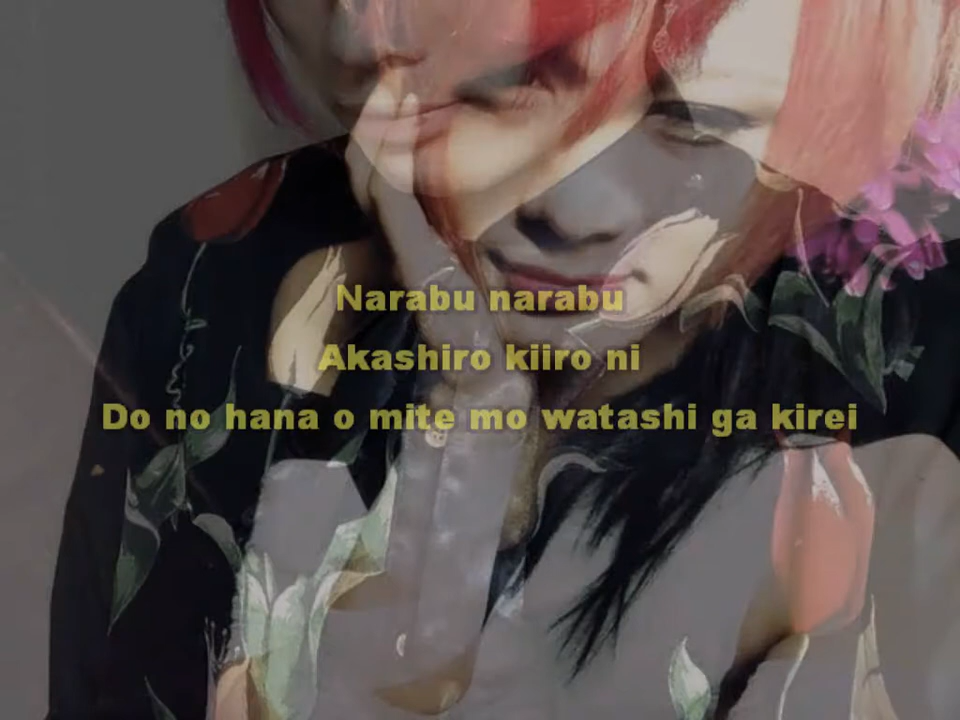 Narabu narabu
Akashiro kiiro ni
Do no hana o mite mo watashi ga kirei